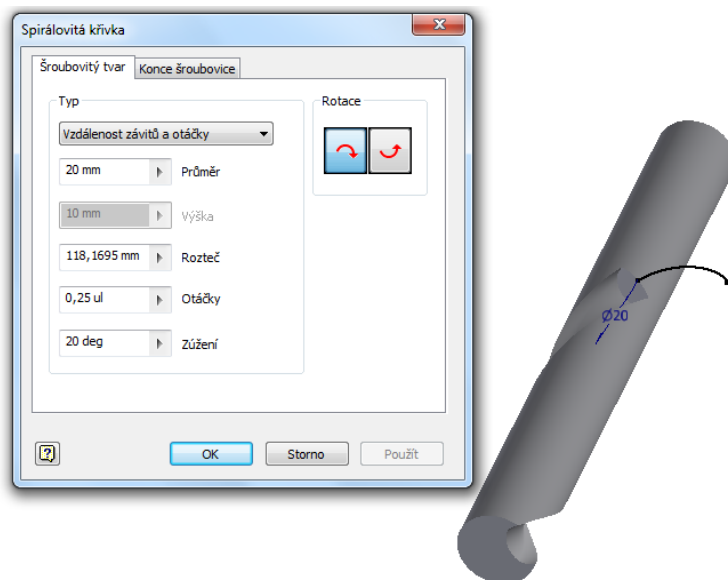 Spirálovitá křivka
Šroubovitý tvar
Konce šroubovice
Typ
Vzdálenost závitů a otáčky
20 mm
Průměr
10 mm
Výška
118,1695 mm
Rozteč
0,25 ul
Otáčky
20 deg
Zúžení
Rotace
OK
Storno
Použít
Ø20